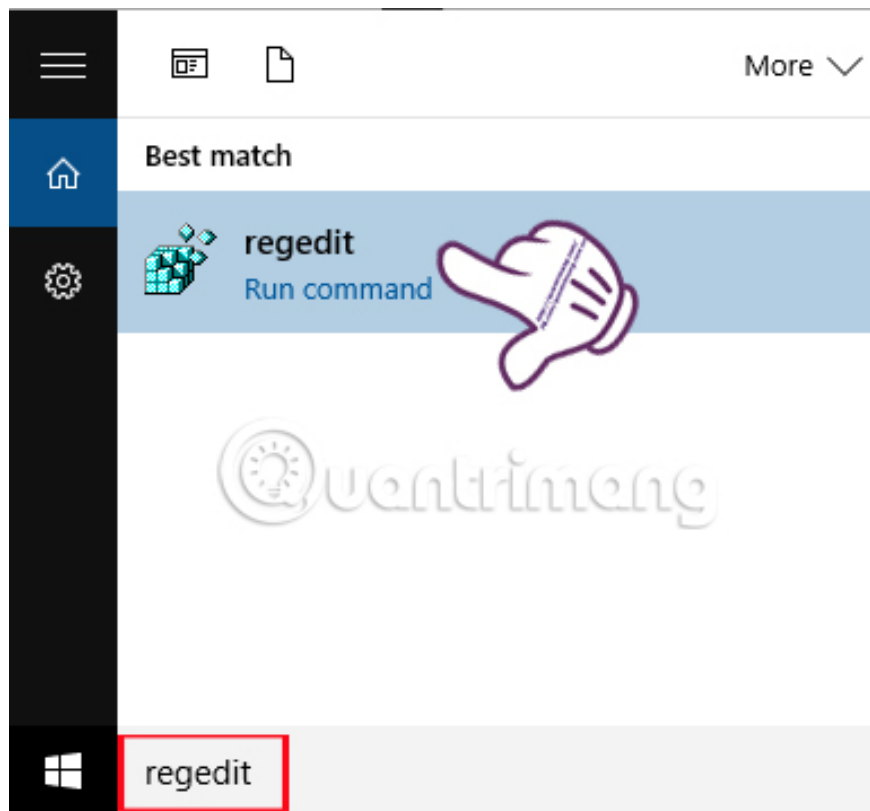 More
Best match
regedit
Run command
Quantrimang
regedit